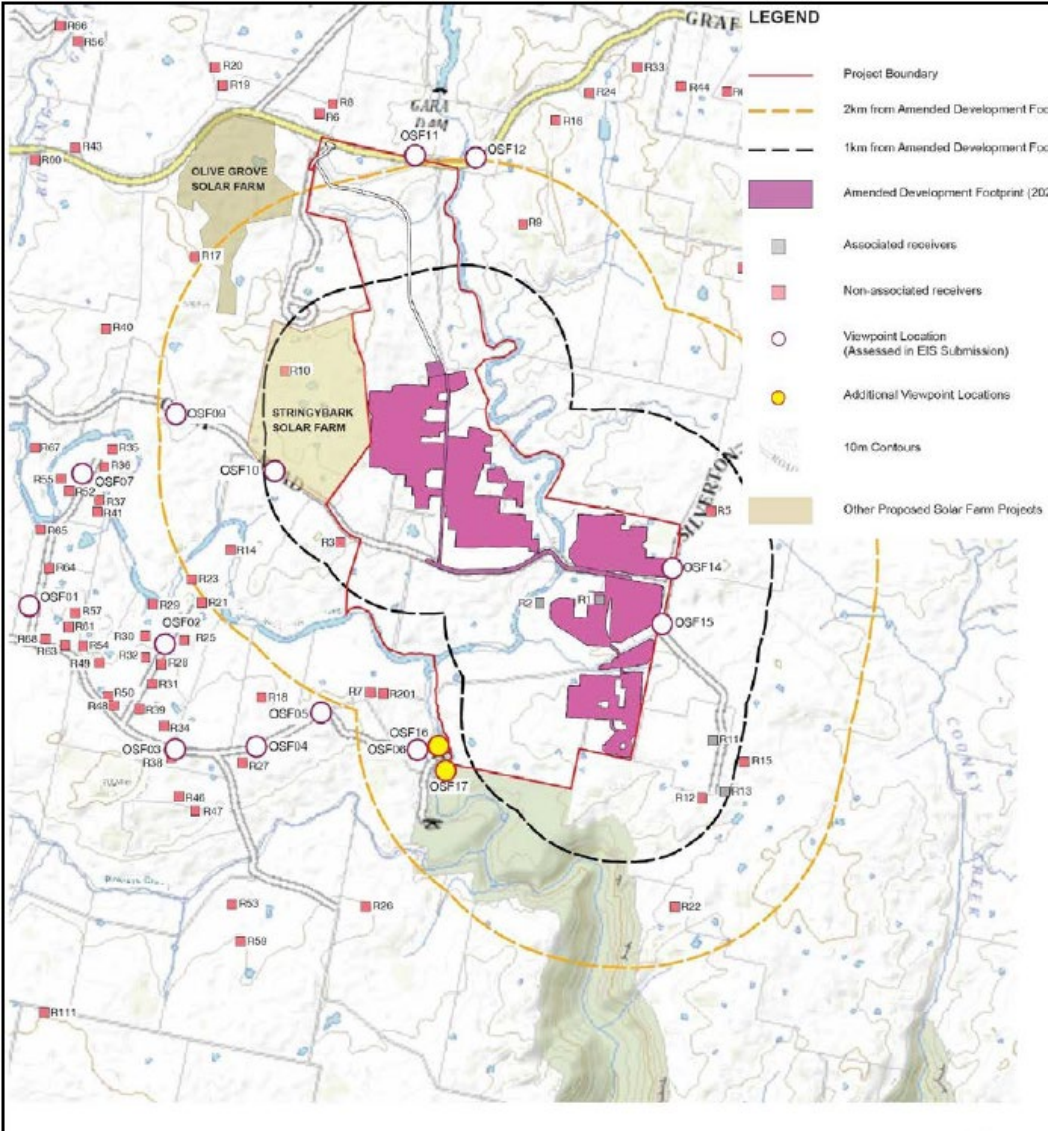 LEGEND
Project Boundary
2km from Amended Development Foo
1km from Amended Development Foo
Amended Development Footprint (202
Associated receivers
Non-associated receivers
Viewpoint Location
(Assessed in EIS Submission)
Additional Viewpoint Locations
10m Contours
Other Proposed Solar Farm Projects
GRAF
R66
R56
R20
R19
R8
R6
GARA
DAM
OSF11
OSF12
R33
R24
R44
R16
R43
R60
OLIVE GROVE
SOLAR FARM
R9
R17
R40
R10
STRINGYBARK
SOLAR FARM
OSF09
OSF10
R67
R35
R36
R55
OSF07
R52
R37
R41
R65
R64
R14
R3
R5
SILVERTON
OSF14
R23
R29
R21
OSF01
R57
R61
OSF02
R30
R25
R68
R63
R54
R49
R32
R28
R31
R50
R48
R39
R34
R2
R1
OSF15
R18
R7
R201
OSF05
OSF16
OSF06
OSF03
OSF04
R38
R27
OSF17
R46
R47
R11
R15
R12
R13
COONEY
CREEK
R53
R59
R26
R22
R111